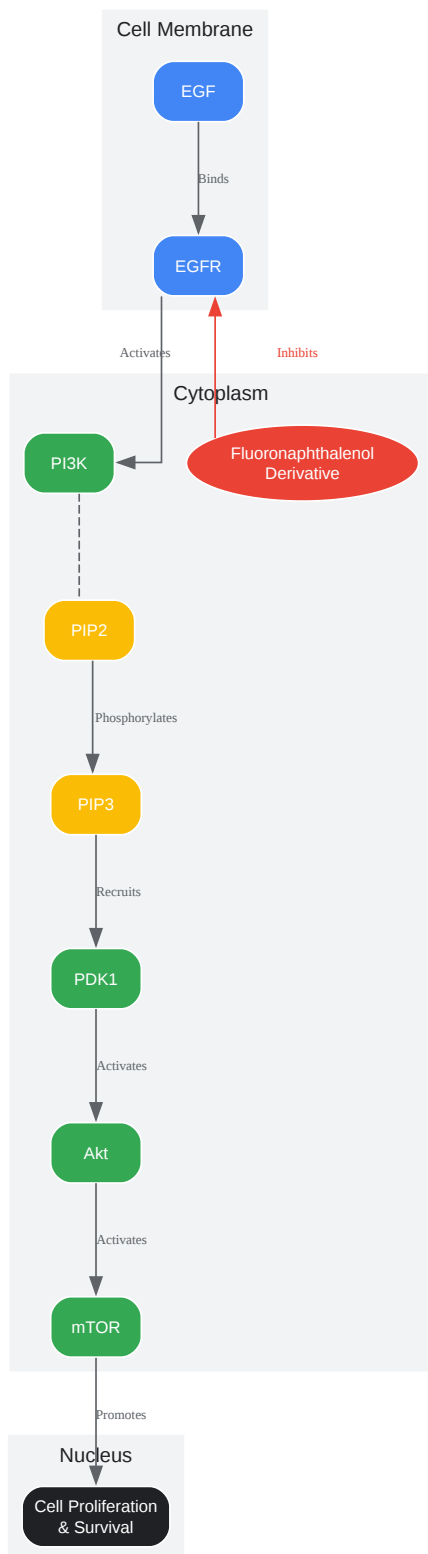 Cell Membrane
EGF
Binds
EGFR
Activates
Inhibits
Cytoplasm
PI3K
Fluoronaphthalenol
Derivative
PIP2
Phosphorylates
PIP3
Recruits
PDK1
Activates
Akt
Activates
mTOR
Promotes
Nucleus
Cell Proliferation
& Survival